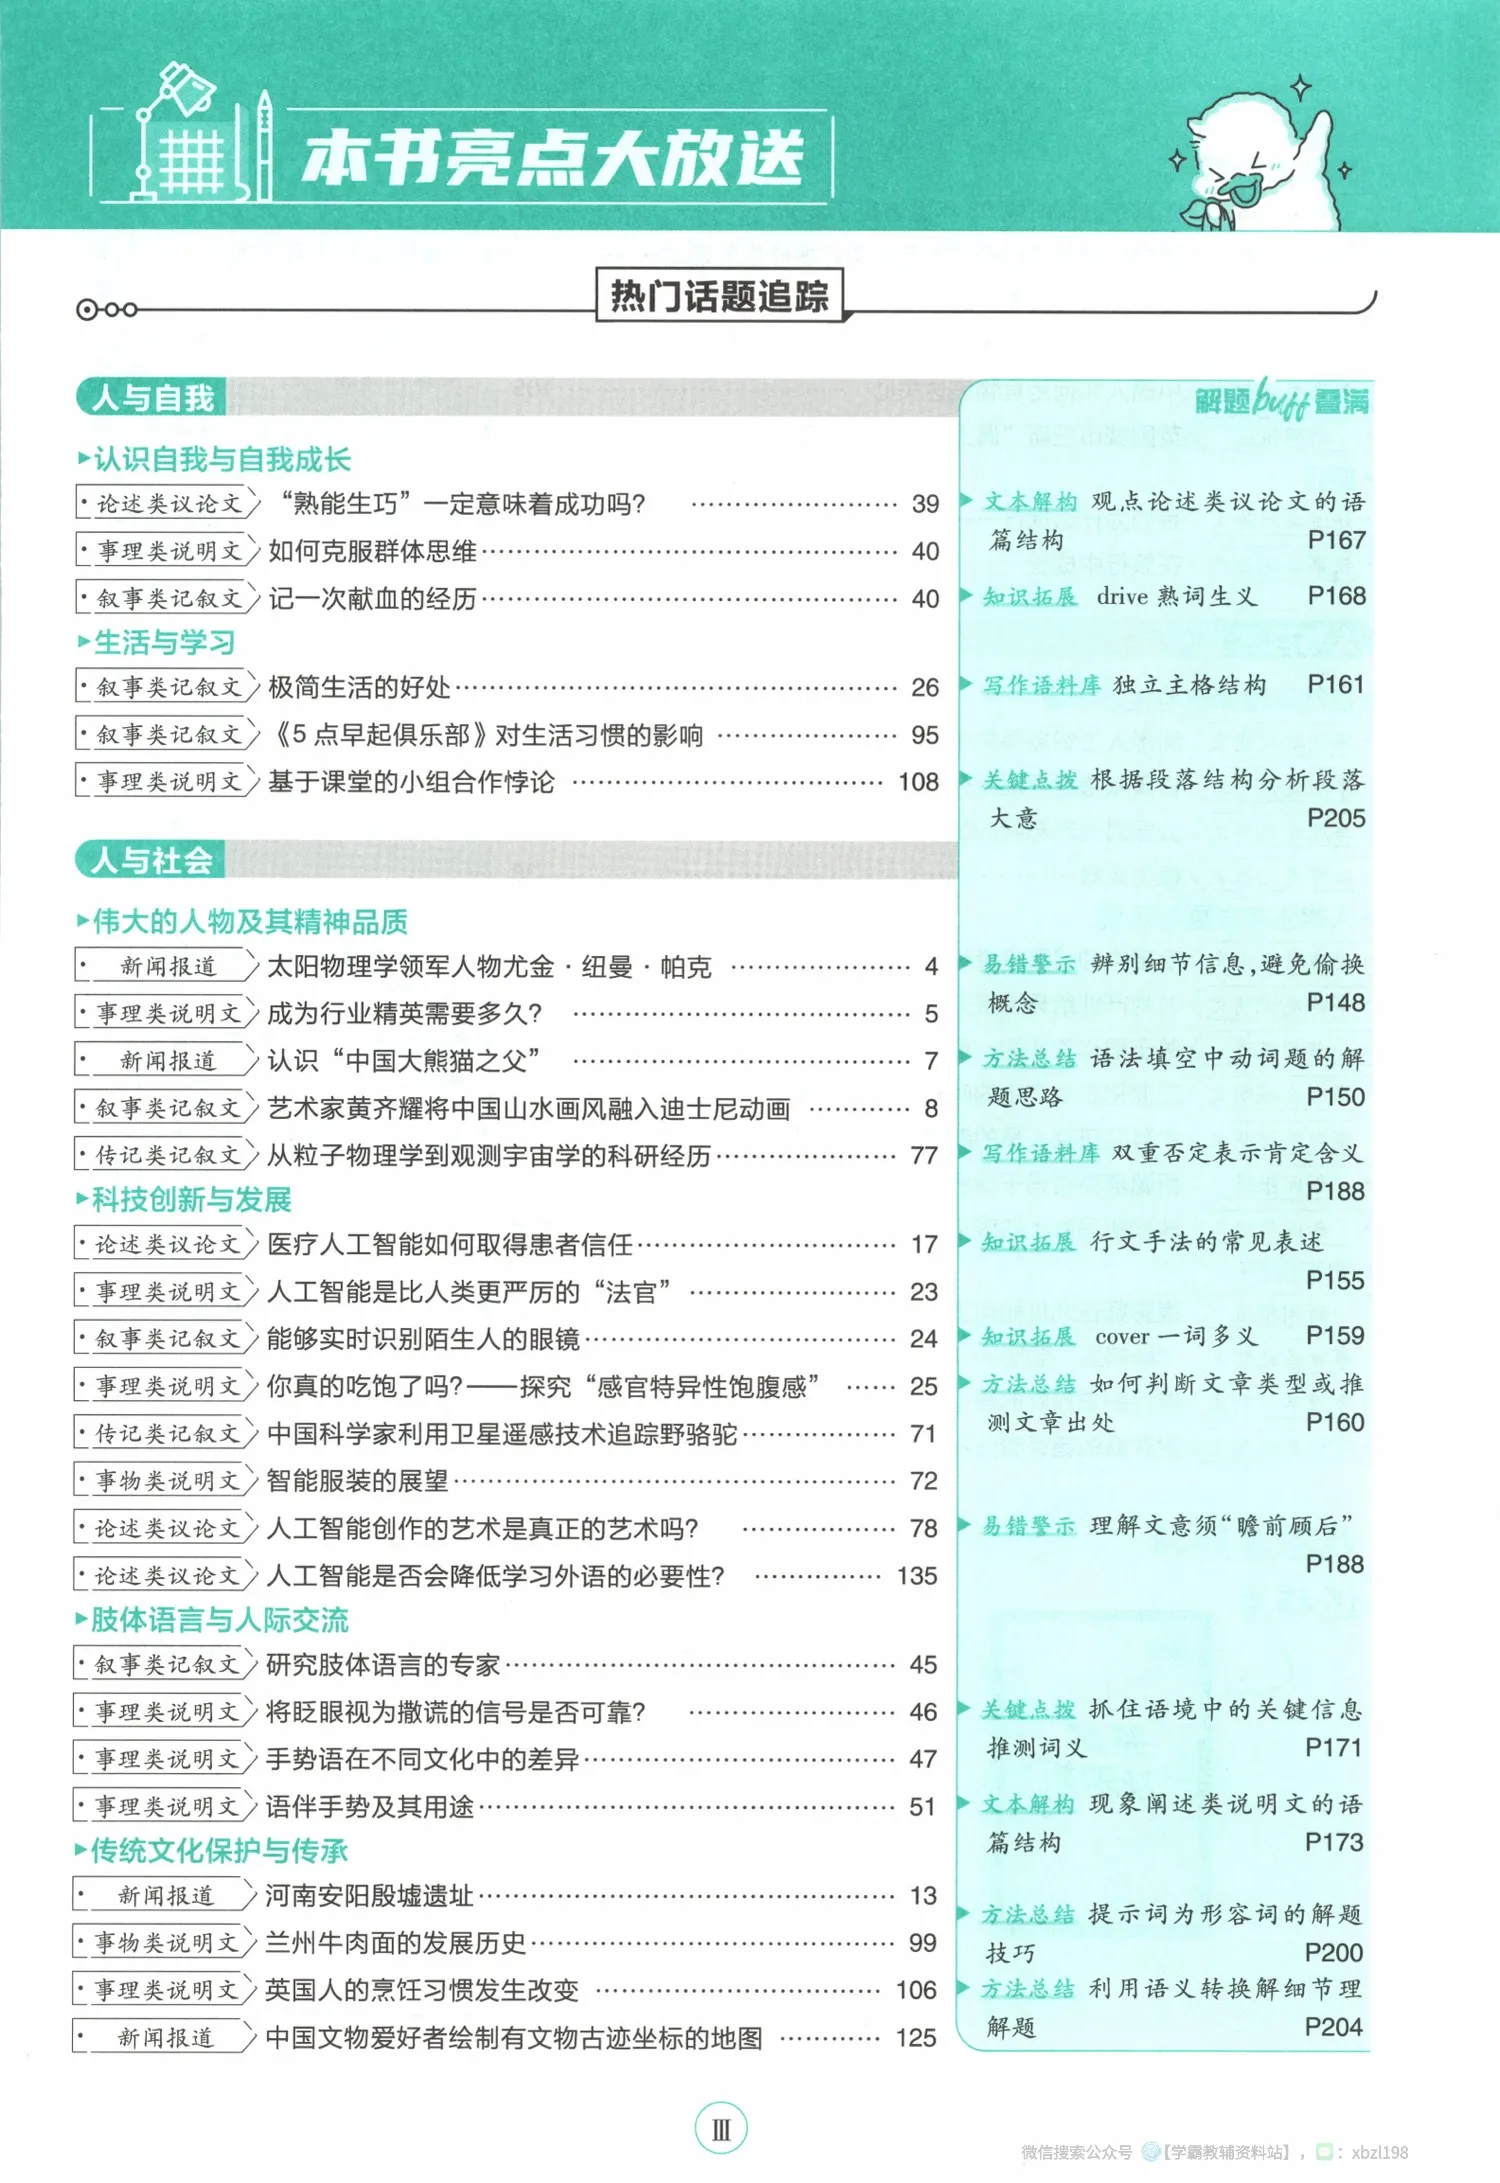 本书亮点大放送
热门话题追踪
人与自我
解题buff叠满
▸认识自我与自我成长
·论述类议论文 “熟能生巧”一定意味着成功吗? …… 39
▸文本解构 观点论述类议论文的语
篇结构 P167
·事理类说明文 如何克服群体思维 …… 40
·叙事类记叙文 记一次献血的经历 …… 40
▸知识拓展 drive 熟词生义 P168
▸生活与学习
·叙事类记叙文 极简生活的好处 …… 26
▸写作语料库 独立主格结构 P161
·叙事类记叙文 《5 点早起俱乐部》对生活习惯的影响 …… 95
·事理类说明文 基于课堂的小组合作悖论 …… 108
▸关键点拨 根据段落结构分析段落
大意 P205
人与社会
▸伟大的人物及其精神品质
·新闻报道 太阳物理学领军人物尤金·纽曼·帕克 …… 4
▸易错警示 辨别细节信息,避免偷换
概念 P148
·事理类说明文 成为行业精英需要多久? …… 5
·新闻报道 认识“中国大熊猫之父” …… 7
▸方法总结 语法填空中动词题的解
题思路 P150
·叙事类记叙文 艺术家黄齐耀将中国山水画风融入迪士尼动画 …… 8
·传记类记叙文 从粒子物理学到观测宇宙学的科研经历 …… 77
▸写作语料库 双重否定表示肯定含义
P188
▸科技创新与发展
·论述类议论文 医疗人工智能如何取得患者信任 …… 17
▸知识拓展 行文手法的常见表述
P155
·事理类说明文 人工智能是比人类更严厉的“法官” …… 23
·叙事类记叙文 能够实时识别陌生人的眼镜 …… 24
▸知识拓展 cover 一词多义 P159
·事理类说明文 你真的吃饱了吗?——探究“感官特异性饱腹感” …… 25
▸方法总结 如何判断文章类型或推
测文章出处 P160
·传记类记叙文 中国科学家利用卫星遥感技术追踪野骆驼 …… 71
·事物类说明文 智能服装的展望 …… 72
·论述类议论文 人工智能创作的艺术是真正的艺术吗? …… 78
▸易错警示 理解文意须“瞻前顾后”
P188
·论述类议论文 人工智能是否会降低学习外语的必要性? …… 135
▸肢体语言与人际交流
·叙事类记叙文 研究肢体语言的专家 …… 45
·事理类说明文 将眨眼视为撒谎的信号是否可靠? …… 46
▸关键点拨 抓住语境中的关键信息
推测词义 P171
·事理类说明文 手势语在不同文化中的差异 …… 47
·事理类说明文 语伴手势及其用途 …… 51
▸文本解构 现象阐述类说明文的语
篇结构 P173
▸传统文化保护与传承
·新闻报道 河南安阳殷墟遗址 …… 13
▸方法总结 提示词为形容词的解题
技巧 P200
·事物类说明文 兰州牛肉面的发展历史 …… 99
·事理类说明文 英国人的烹饪习惯发生改变 …… 106
▸方法总结 利用语义转换解细节理
解题 P204
·新闻报道 中国文物爱好者绘制有文物古迹坐标的地图 …… 125
Ⅲ
微信搜索公众号【学霸教辅资料站】,：xbzl198